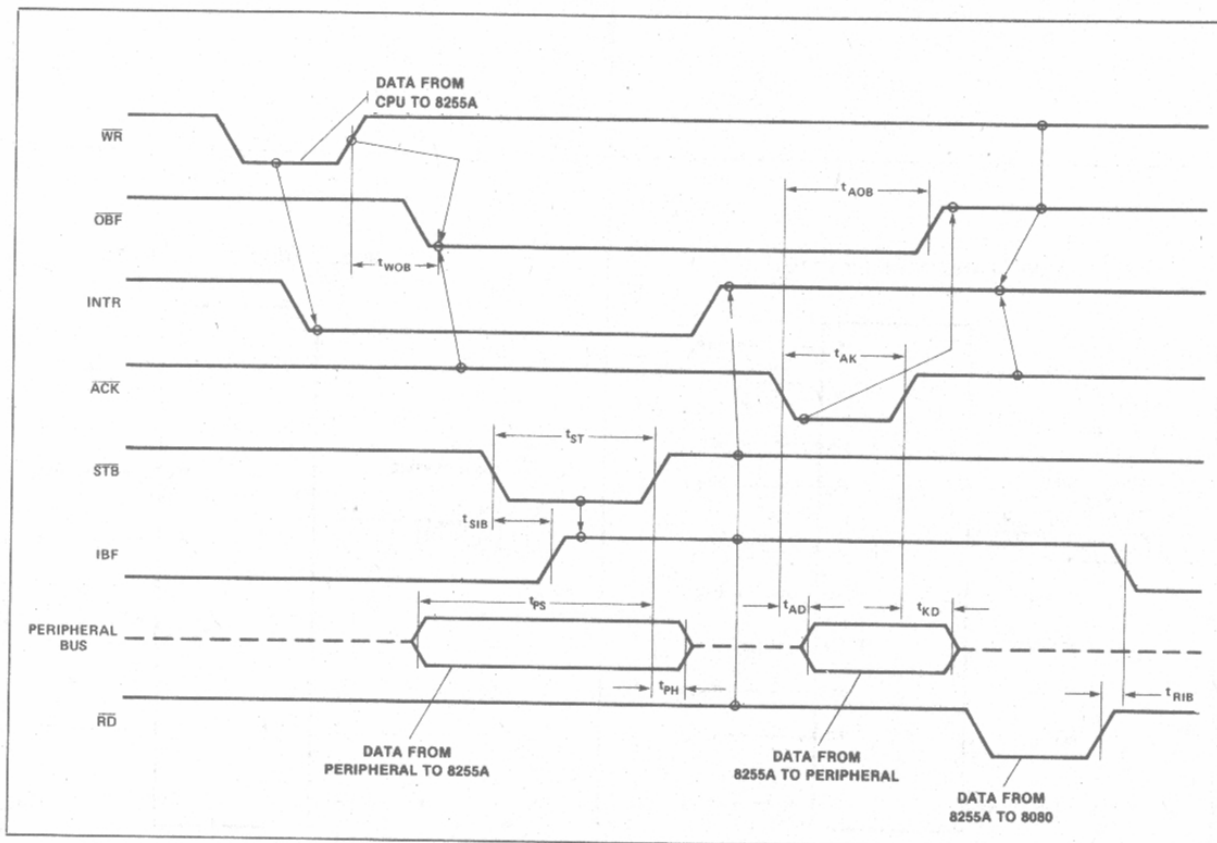 DATA FROM
CPU TO 8255A
WR
tAOB
OBF
tWOB
INTR
tAK
ACK
tST
STB
tSIB
IBF
tPS
tAD
tKD
PERIPHERAL
BUS
tPH
tRIB
RD
DATA FROM
PERIPHERAL TO 8255A
DATA FROM
8255A TO PERIPHERAL
DATA FROM
8255A TO 8080